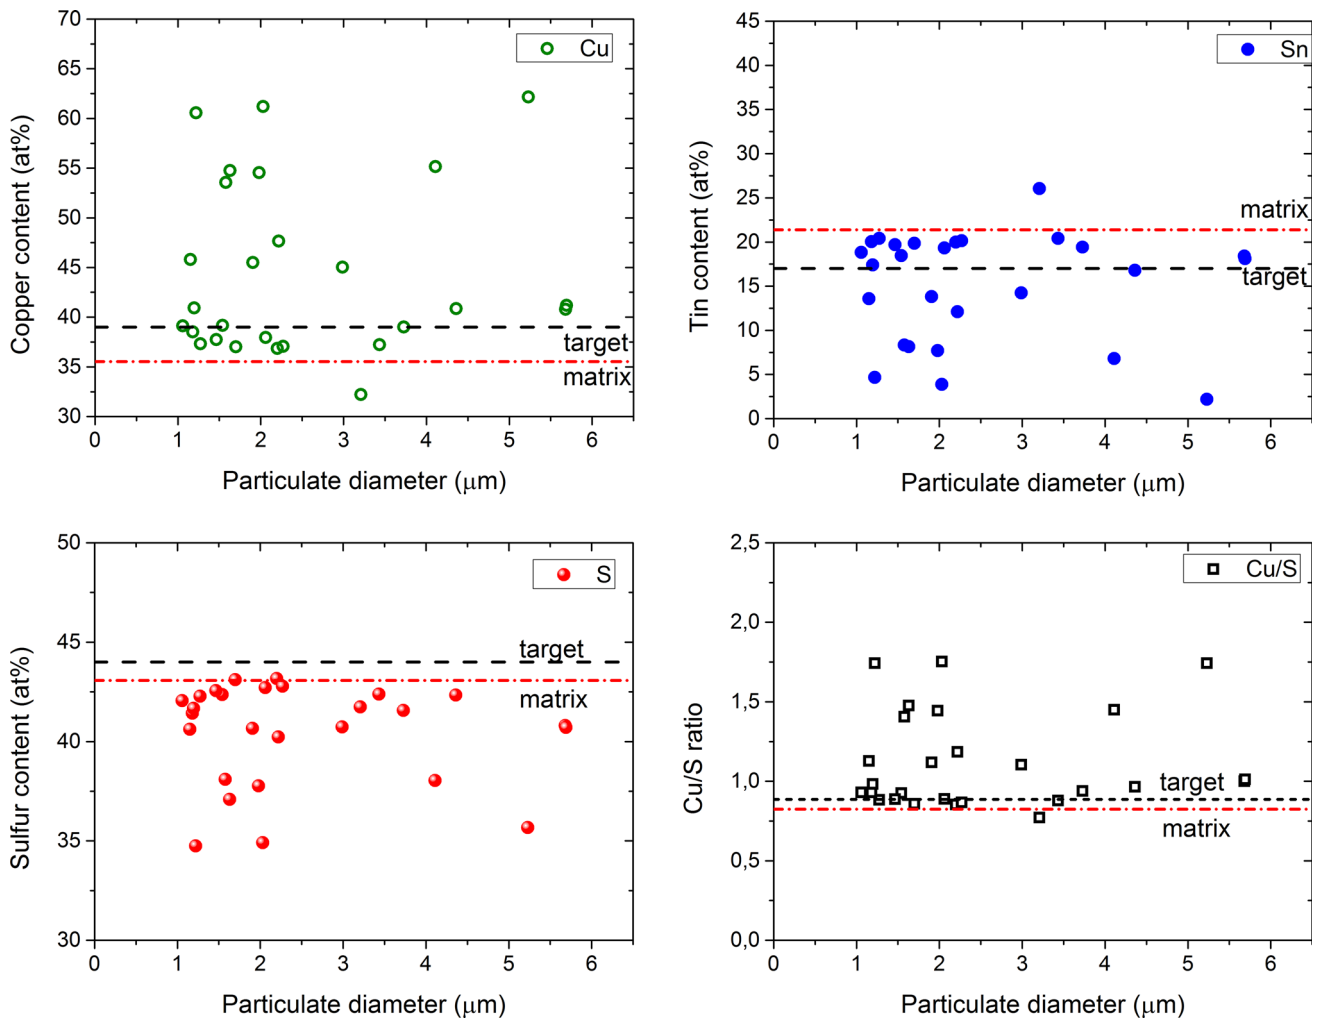 70
65
60
55
50
45
40
35
30
Copper content (at%)
Cu
target
matrix
0 1 2 3 4 5 6
Particulate diameter (μm)
45
40
35
30
25
20
15
10
5
0
Tin content (at%)
Sn
matrix
target
0 1 2 3 4 5 6
Particulate diameter (μm)
50
45
40
35
30
Sulfur content (at%)
S
target
matrix
0 1 2 3 4 5 6
Particulate diameter (μm)
2,5
2,0
1,5
1,0
0,5
0,0
Cu/S ratio
Cu/S
target
matrix
0 1 2 3 4 5 6
Particulate diameter (μm)